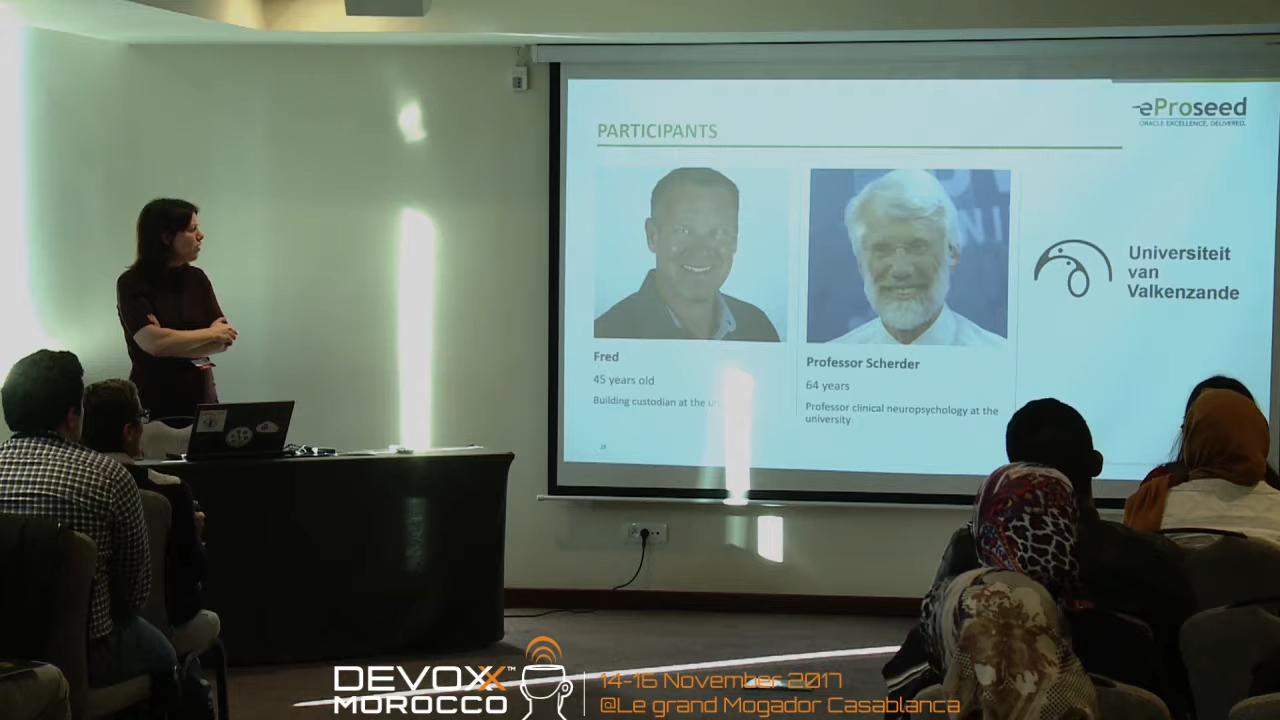 eProseed
ORACLE EXCELLENCE, DELIVERED.
PARTICIPANTS
Fred
45 years old
Building custodian at the
Professor Scherder
64 years
Professor clinical neuropsychology at the
university
Universiteit
van
Valkenzande
DEVOXX™
MOROCCO
14-16 November 2017
@Le grand Mogador Casablanca